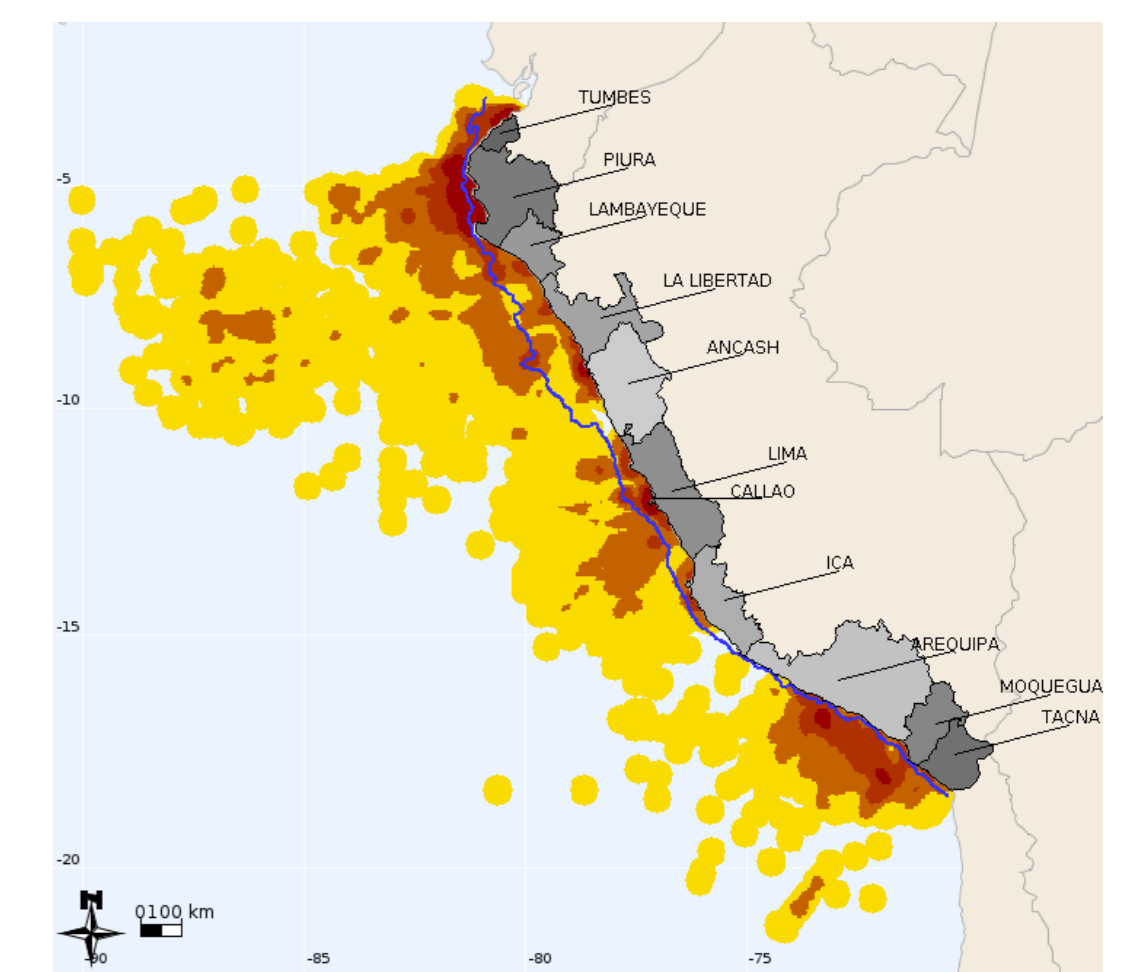 TUMBES
PIURA
-5
LAMBAYEQUE
LA LIBERTAD
ANCASH
-10
LIMA
CALLAO
ICA
-15
AREQUIPA
MOQUEGUA
TACNA
-20
N
0100 km
-90
-85
-80
-75